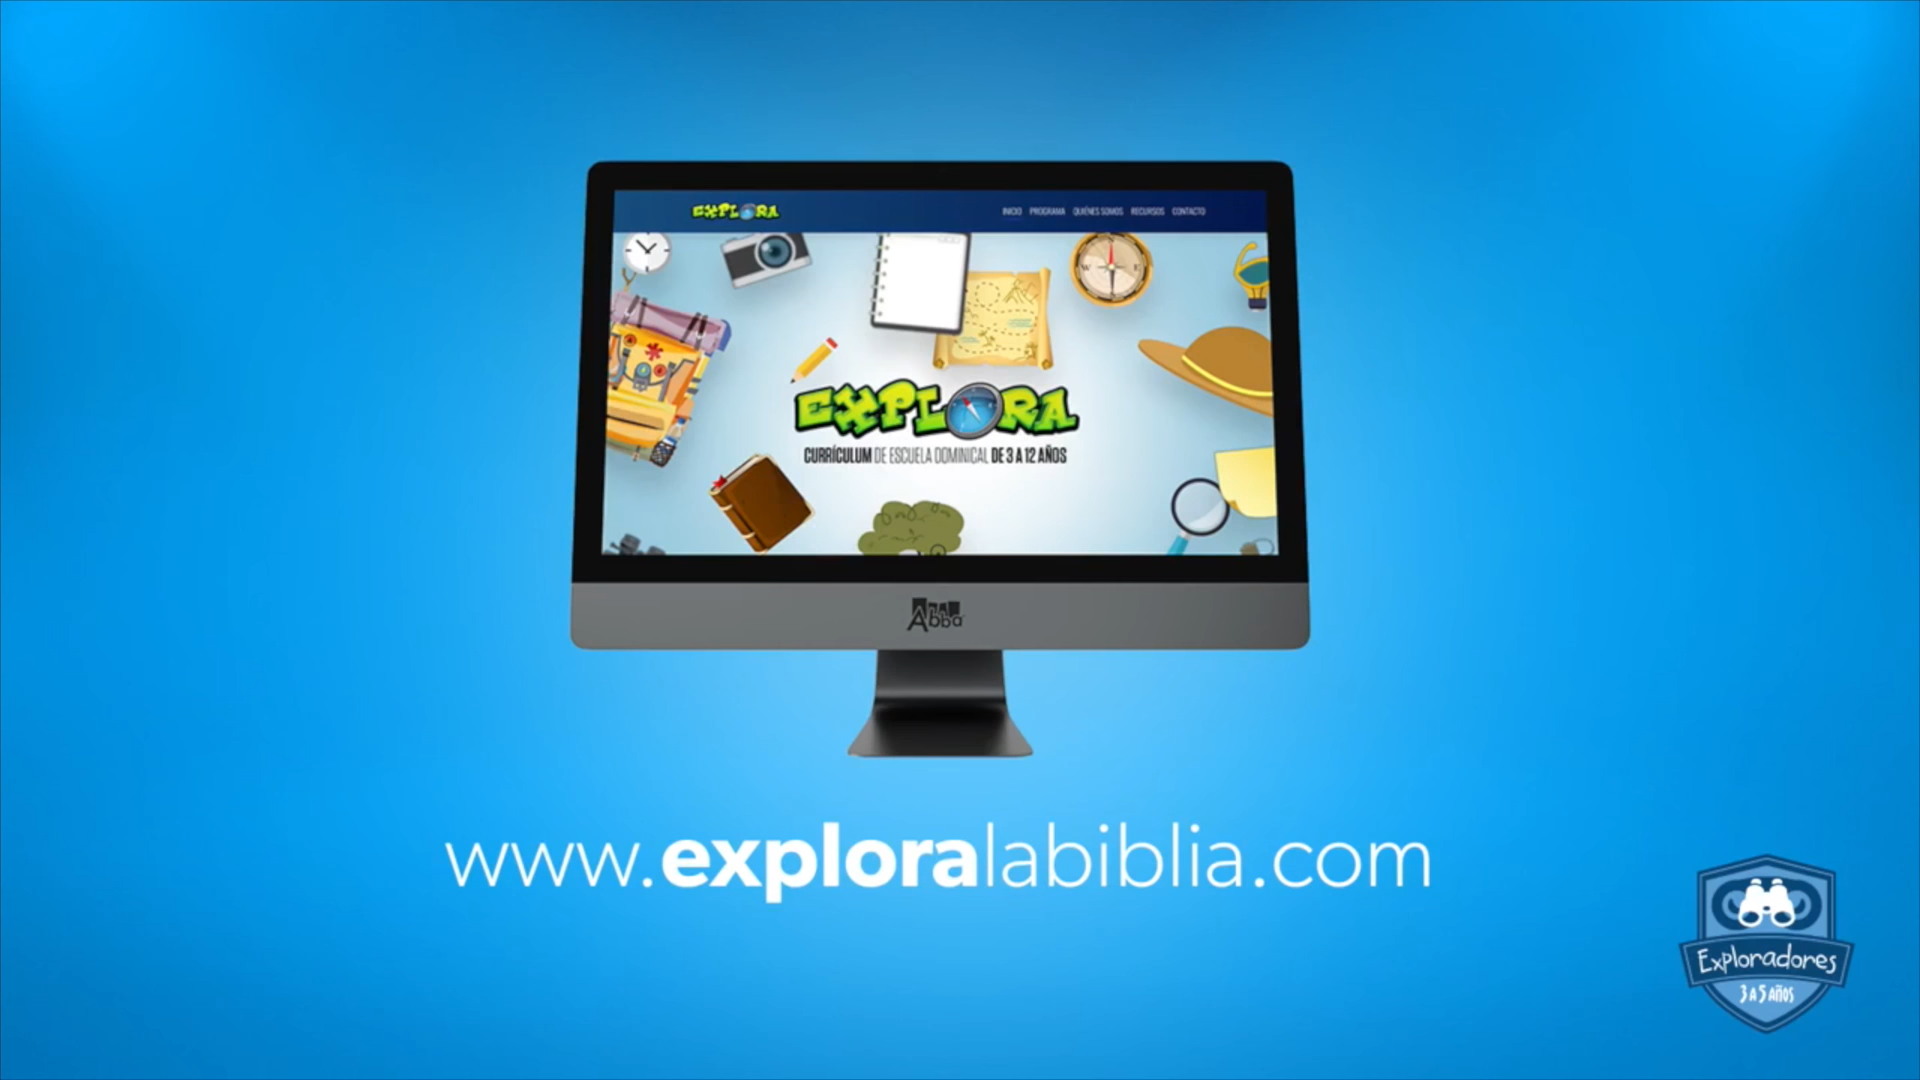 EXPLORA
INICIO PROGRAMA QUIÉNES SOMOS RECURSOS CONTACTO
W E
EXPLORA
CURRÍCULUM DE ESCUELA DOMINICAL DE 3 A 12 AÑOS
Abba
www.exploralabiblia.com
Exploradores
3 A 5 AÑOS